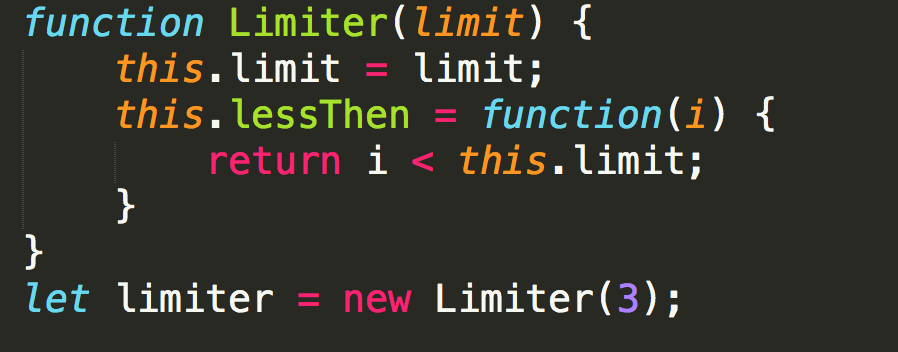 function Limiter(limit) {
    this.limit = limit;
    this.lessThen = function(i) {
        return i < this.limit;
    }
}
let limiter = new Limiter(3);